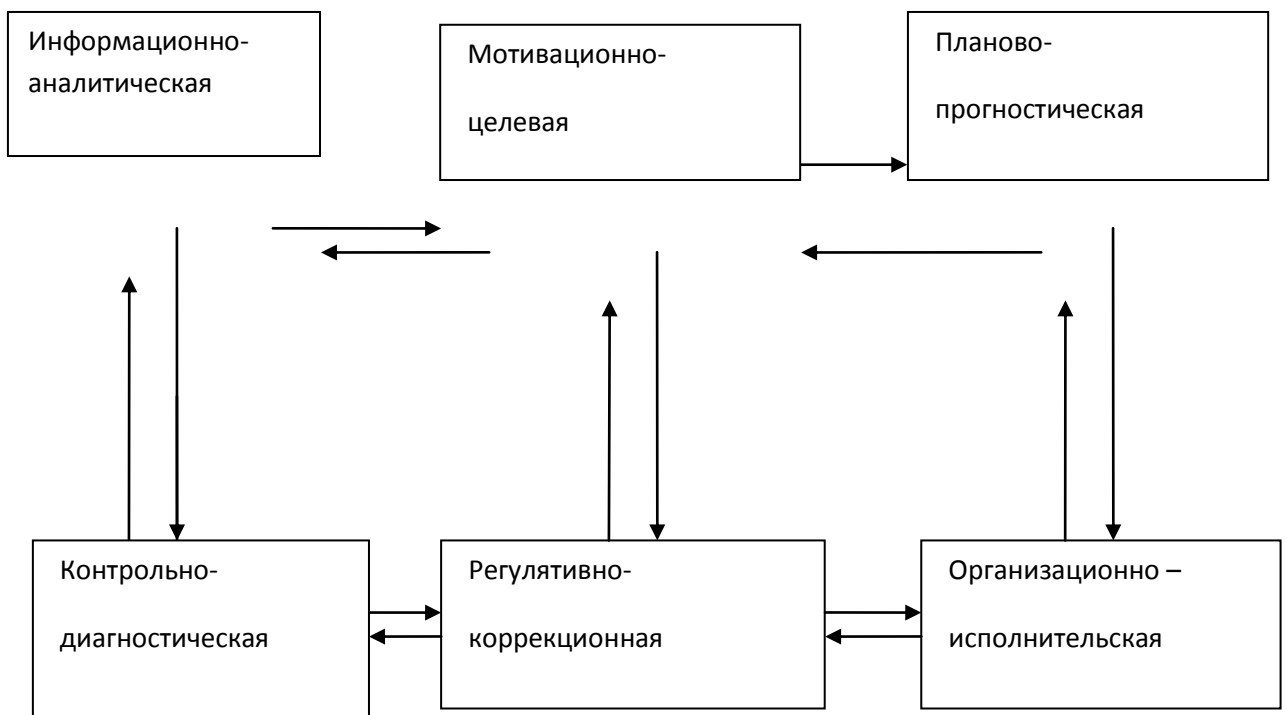 Информационно-
аналитическая
Мотивационно-
целевая
Планово-
прогностическая
Контрольно-
диагностическая
Регулятивно-
коррекционная
Организационно –
исполнительская